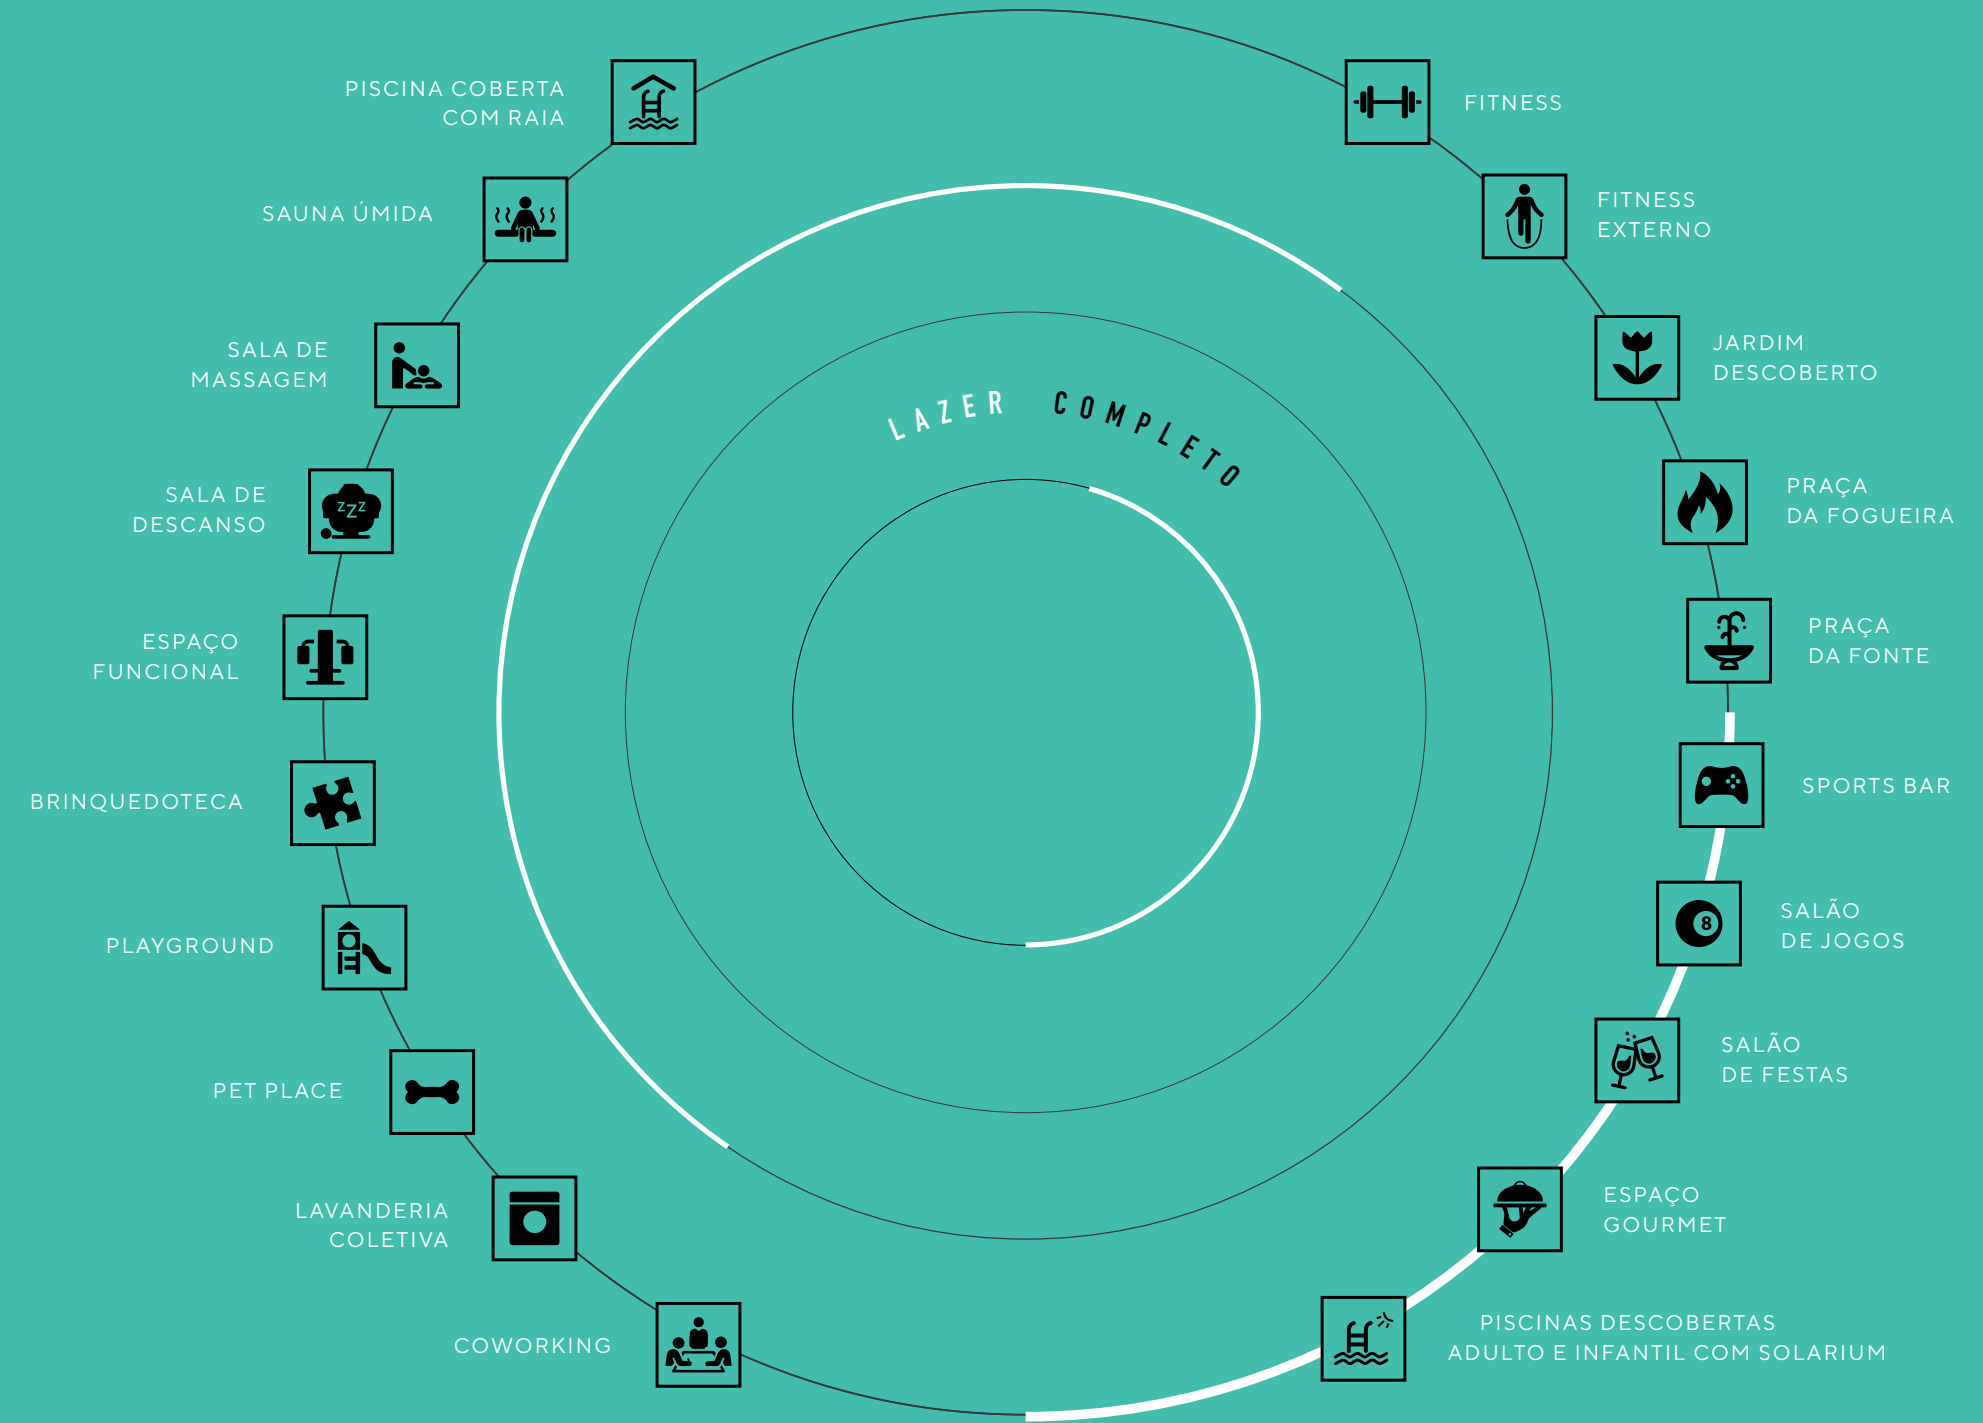 LAZER COMPLETO
PISCINA COBERTA
COM RAIA
SAUNA ÚMIDA
SALA DE
MASSAGEM
SALA DE
DESCANSO
ZZZ
ESPAÇO
FUNCIONAL
BRINQUEDOTECA
PLAYGROUND
PET PLACE
LAVANDERIA
COLETIVA
COWORKING
FITNESS
FITNESS
EXTERNO
JARDIM
DESCOBERTO
PRAÇA
DA FOGUEIRA
PRAÇA
DA FONTE
SPORTS BAR
8
SALÃO
DE JOGOS
SALÃO
DE FESTAS
ESPAÇO
GOURMET
PISCINAS DESCOBERTAS
ADULTO E INFANTIL COM SOLARIUM